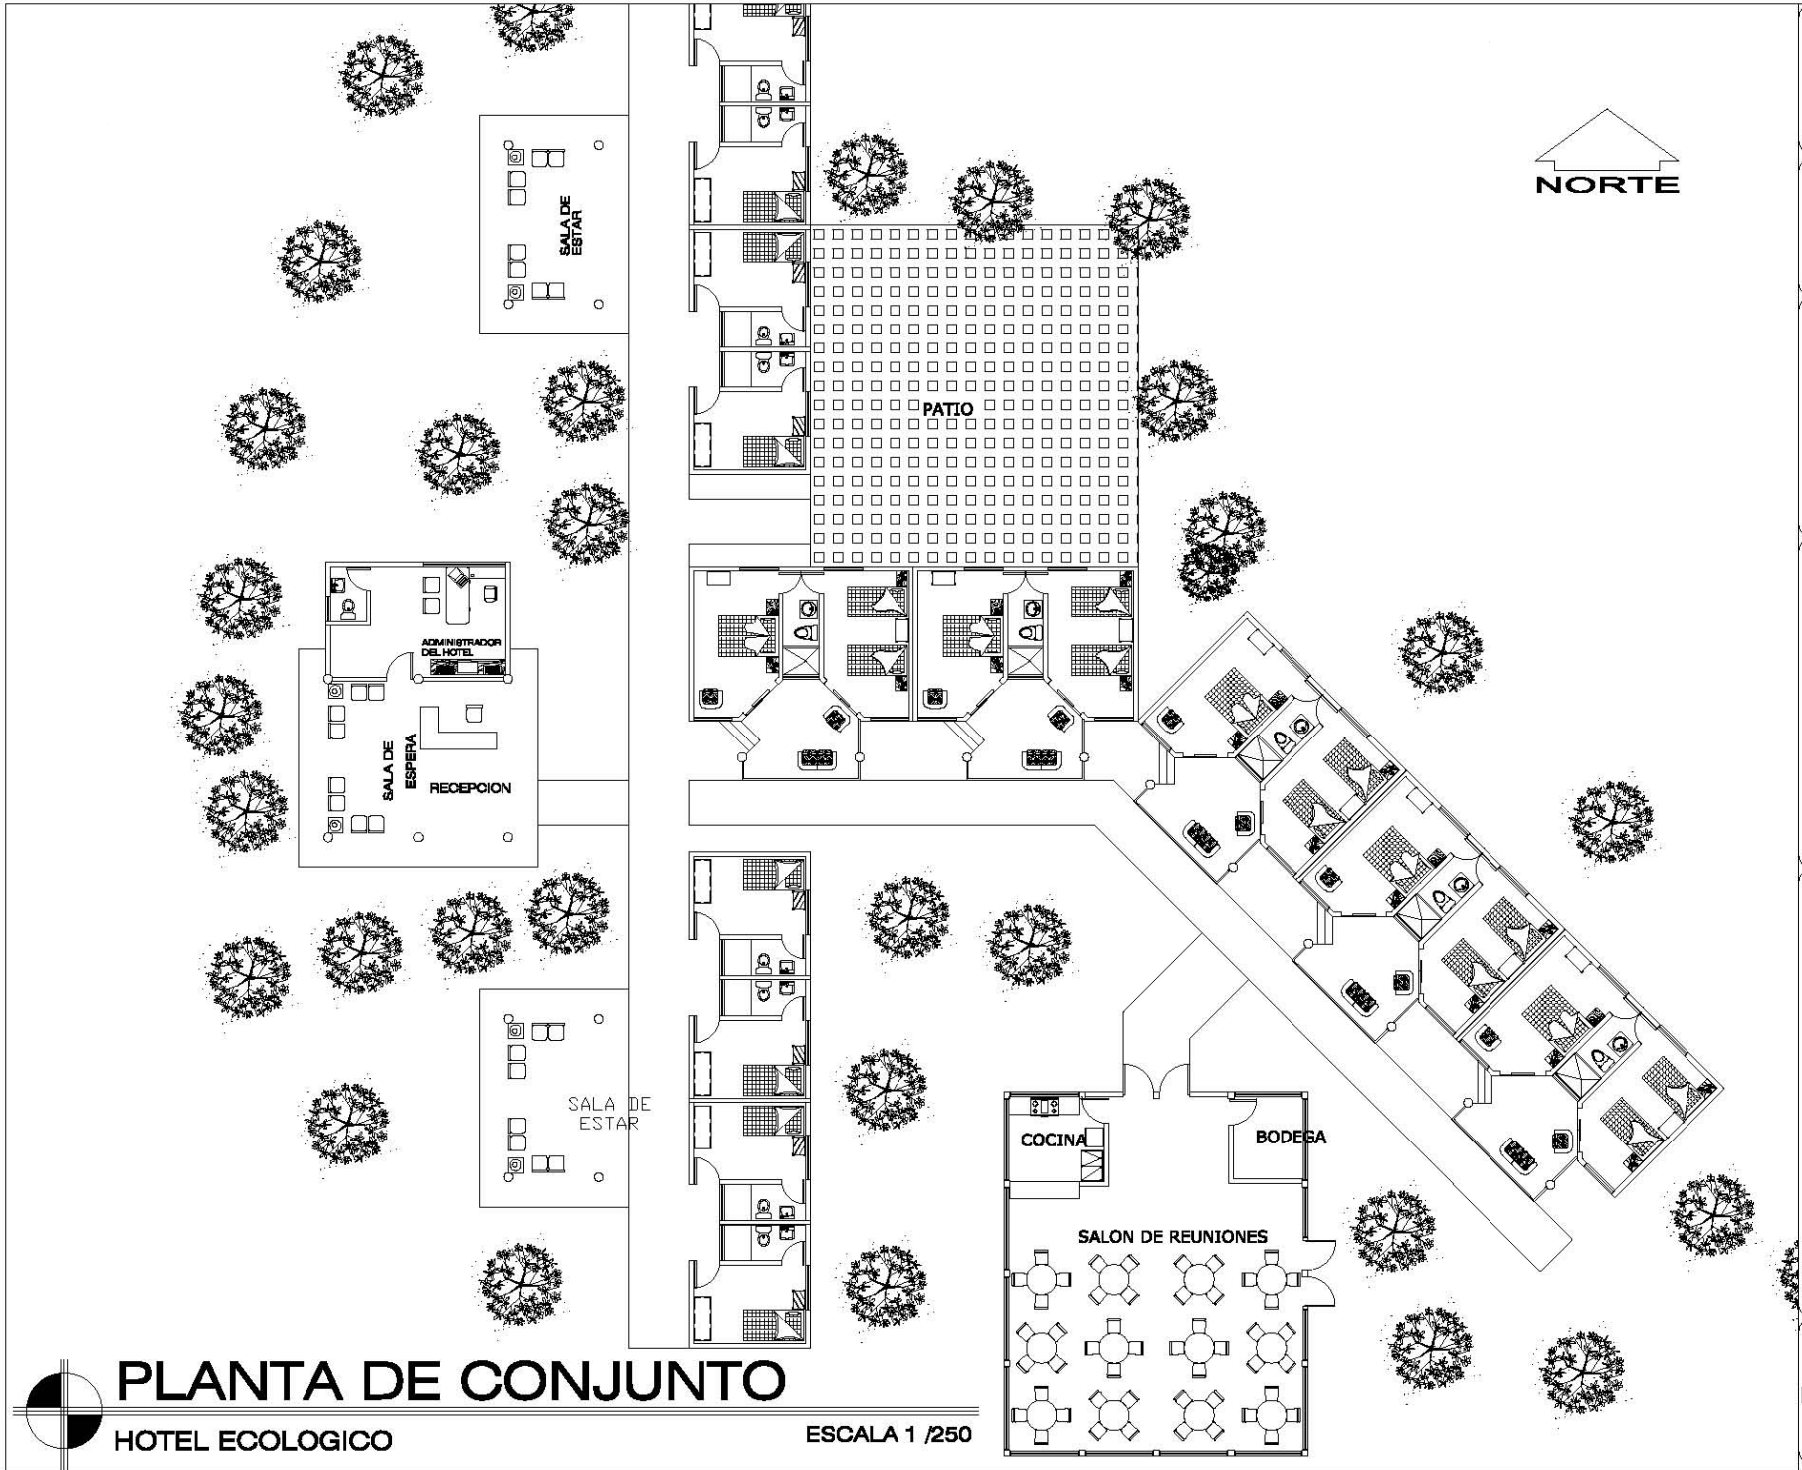 NORTE
SALA DE
ESTAR
PATIO
ADMINISTRADOR
DEL HOTEL
SALA DE
ESPERA
RECEPCION
SALA DE
ESTAR
COCINA
BODEGA
SALON DE REUNIONES
PLANTA DE CONJUNTO
HOTEL ECOLOGICO
ESCALA 1 /250